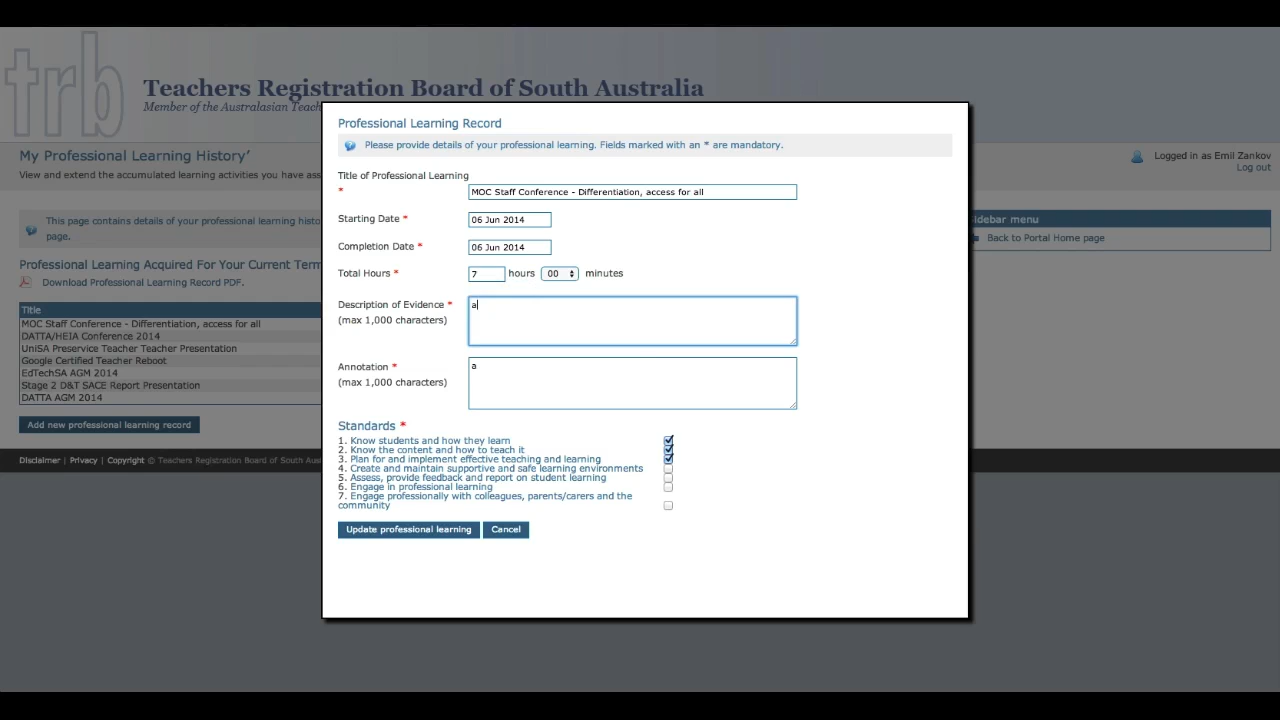 trb
Teachers Registration Board of South Australia
Member of the Australasian Teach
My Professional Learning History’
View and extend the accumulated learning activities you have ass
Logged in as Emil Zankov
Log out
This page contains details of your professional learning histo
page.
Professional Learning Acquired For Your Current Term
Download Professional Learning Record PDF.
Title
MOC Staff Conference - Differentiation, access for all
DATTA/HEIA Conference 2014
UniSA Preservice Teacher Teacher Presentation
Google Certified Teacher Reboot
EdTechSA AGM 2014
Stage 2 D&T SACE Report Presentation
DATTA AGM 2014
Add new professional learning record
Disclaimer | Privacy | Copyright © Teachers Registration Board of South Aus
Professional Learning Record
Please provide details of your professional learning. Fields marked with an * are mandatory.
Title of Professional Learning
* MOC Staff Conference - Differentiation, access for all
Starting Date * 06 Jun 2014
Completion Date * 06 Jun 2014
Total Hours * 7 hours 00 minutes
Description of Evidence * a
(max 1,000 characters)
Annotation * a
(max 1,000 characters)
Standards *
1. Know students and how they learn
2. Know the content and how to teach it
3. Plan for and implement effective teaching and learning
4. Create and maintain supportive and safe learning environments
5. Assess, provide feedback and report on student learning
6. Engage in professional learning
7. Engage professionally with colleagues, parents/carers and the
community
Update professional learning Cancel
idebar menu
Back to Portal Home page